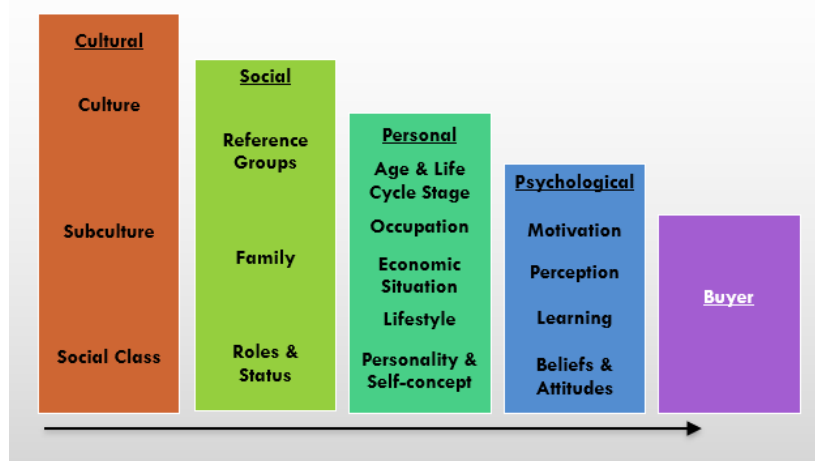 Cultural
Culture
Subculture
Social Class
Social
Reference
Groups
Family
Roles &
Status
Personal
Age & Life
Cycle Stage
Occupation
Economic
Situation
Lifestyle
Personality &
Self-concept
Psychological
Motivation
Perception
Learning
Beliefs &
Attitudes
Buyer